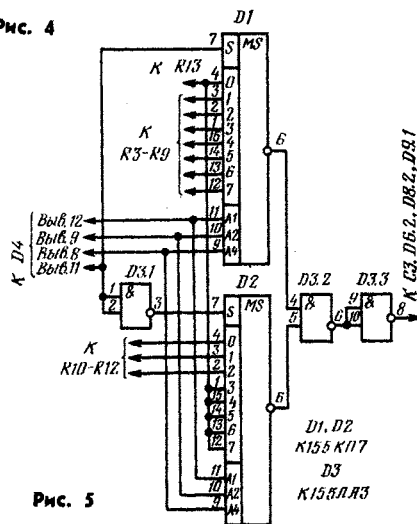 Рис. 4
D1
7 S MS
К R13
4 0
3 1
2 2
1 3
15 4
14 5
13 6
12 7
К
R3-R9
6
К D4
Выв. 12
Выв. 9
Выв. 8
Выв. 11
11 A1
10 A2
9 A4
D3.1
1
2
&
3
D2
7 S MS
К
R10-R12
4 0
3 1
2 2
1 3
15 4
14 5
13 6
12 7
6
11 A1
10 A2
9 A4
D3.2
4
5
&
6
D3.3
9
10
&
8
К C3, D6.2, D8.2, D9.1
D1, D2
К155КП7
D3
К155ЛА3
Рис. 5